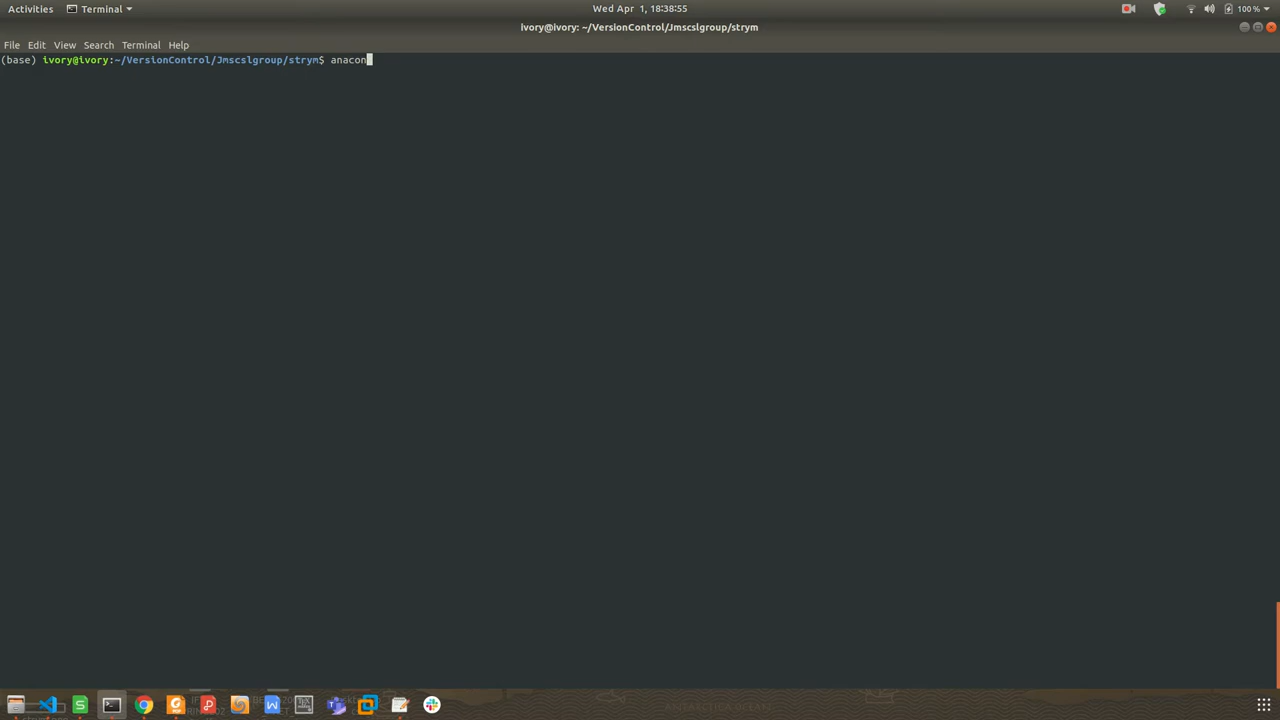 Activities Terminal Wed Apr 1, 18:38:55 100%
ivory@ivory: ~/VersionControl/Jmscslgroup/strym
File Edit View Search Terminal Help
(base) ivory@ivory:~/VersionControl/Jmscslgroup/strym$ anacon